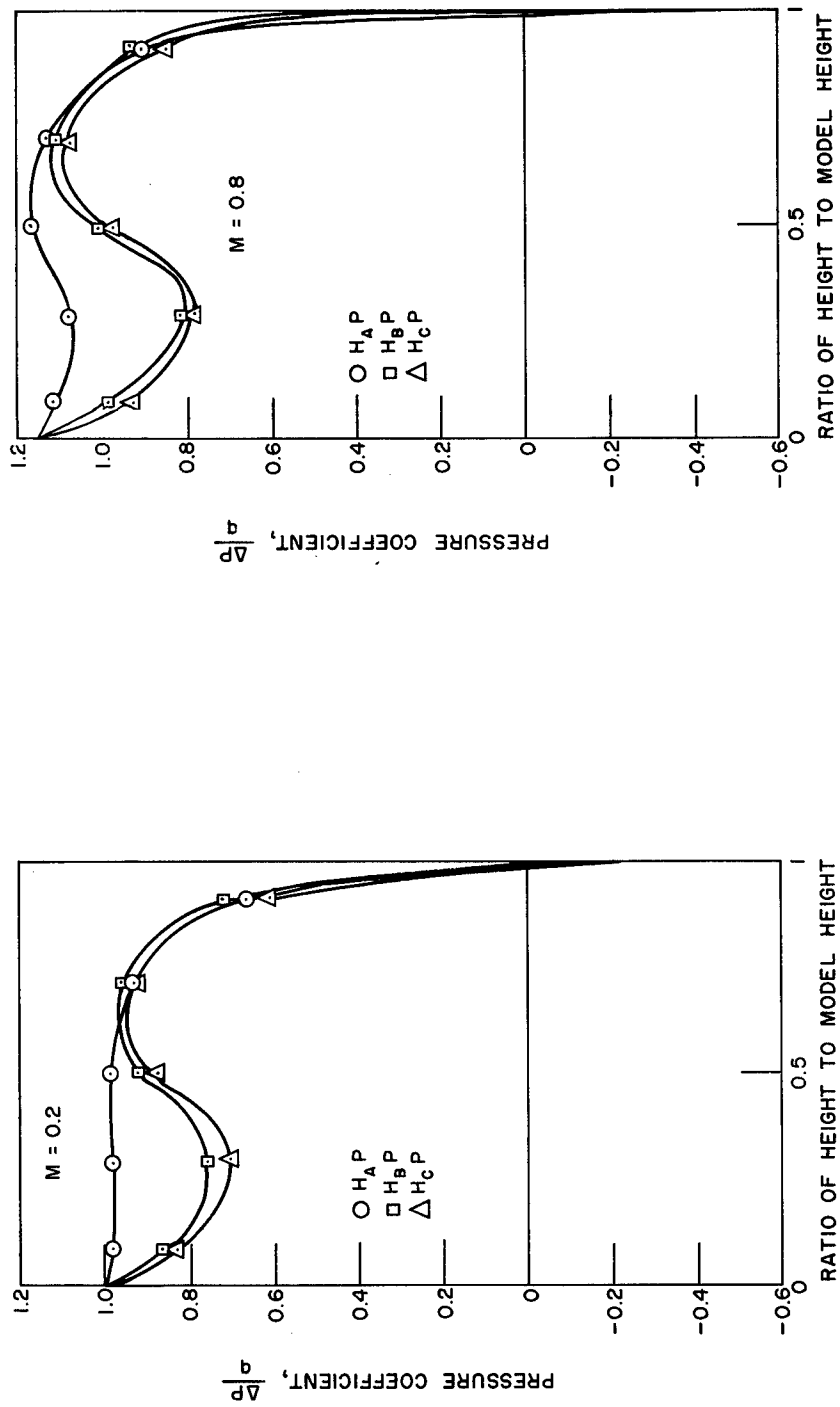 ΔP/q
PRESSURE COEFFICIENT,
1.2
1.0
0.8
0.6
0.4
0.2
0
-0.2
-0.4
-0.6
M = 0.2
H_A P
H_B P
H_C P
0
0.5
1
RATIO OF HEIGHT TO MODEL HEIGHT
ΔP/q
PRESSURE COEFFICIENT,
1.2
1.0
0.8
0.6
0.4
0.2
0
-0.2
-0.4
-0.6
M = 0.8
H_A P
H_B P
H_C P
0
0.5
1
RATIO OF HEIGHT TO MODEL HEIGHT